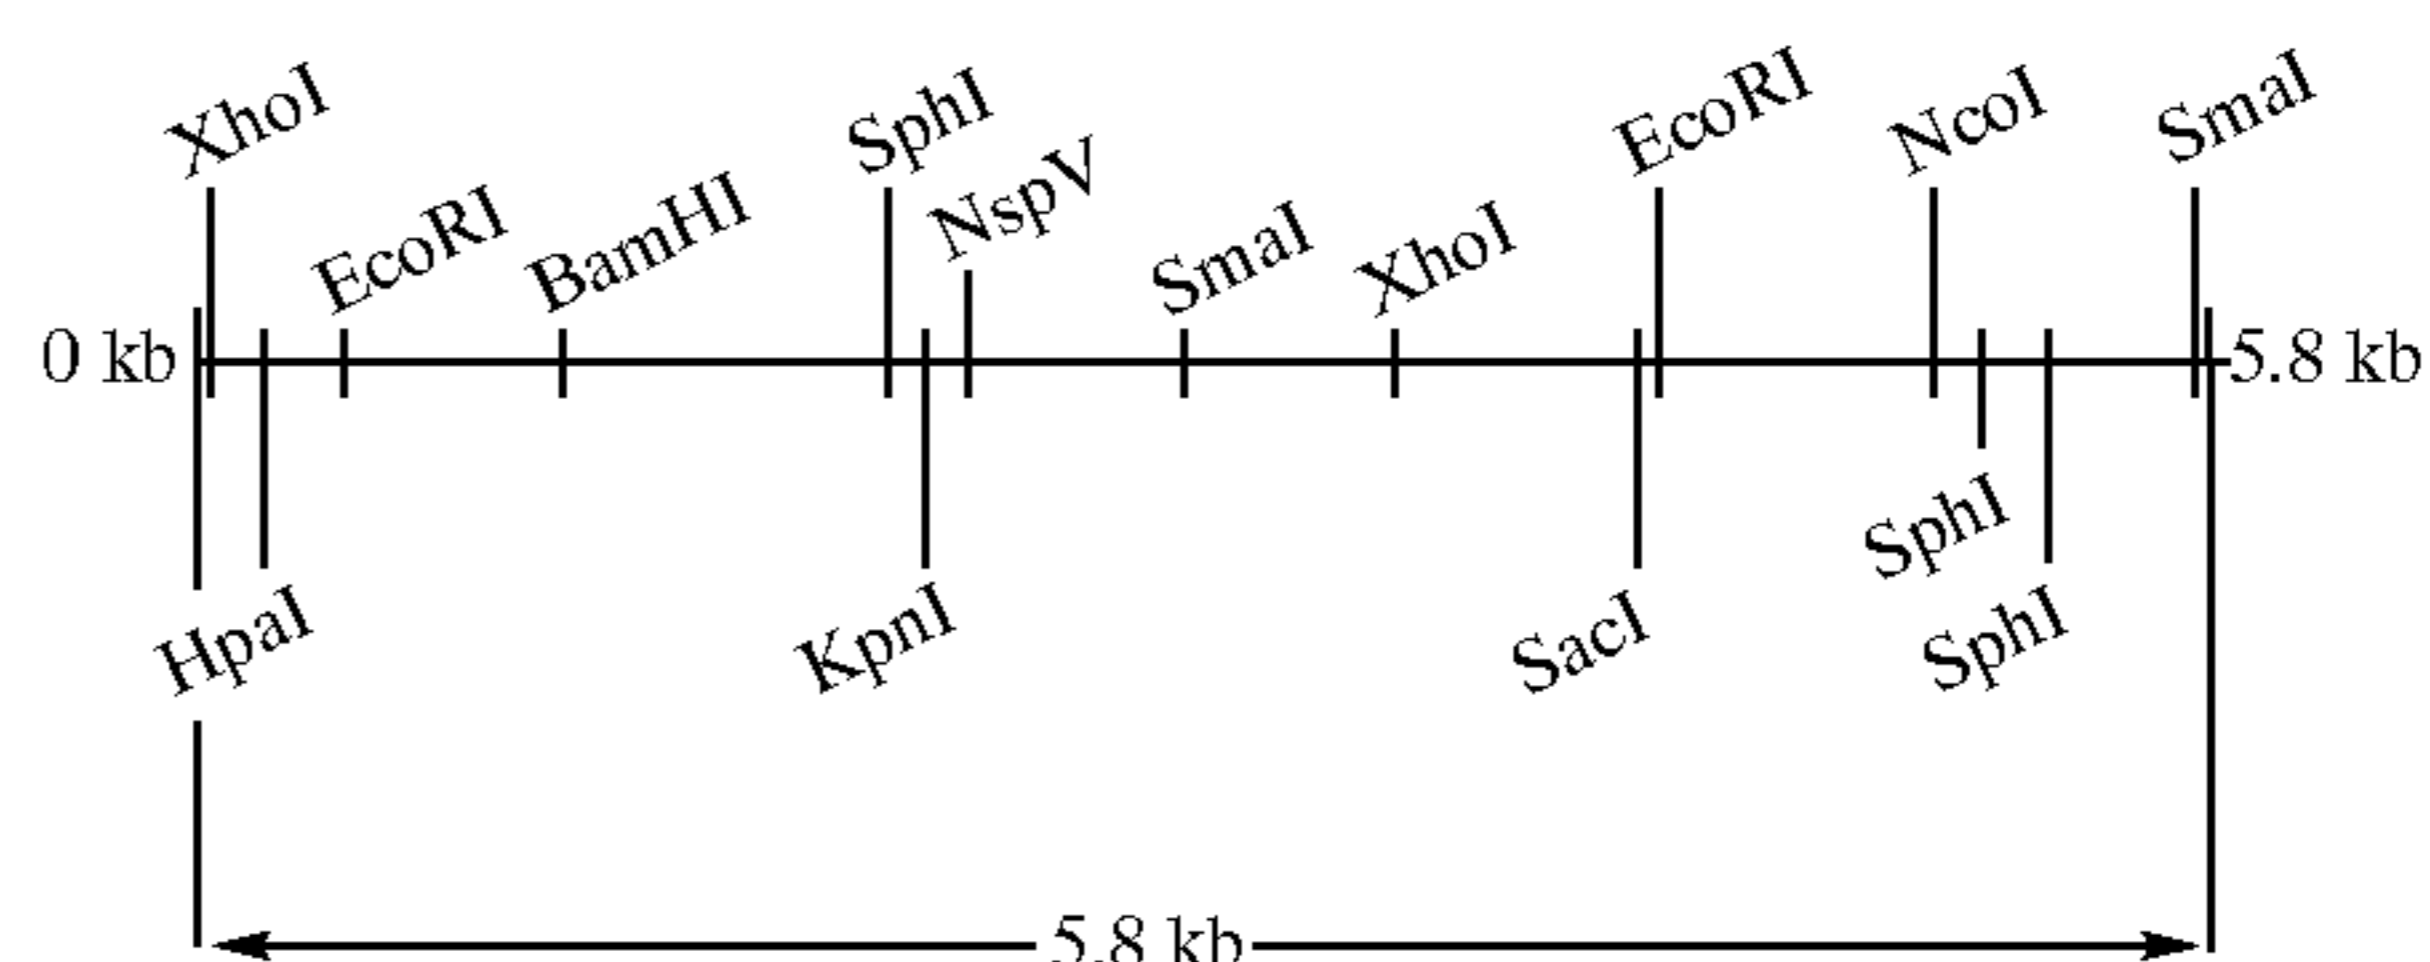 XhoI
EcoRI
BamHI
SphI
NspV
SmaI
XhoI
EcoRI
NcoI
SmaI
0 kb
5.8 kb
HpaI
KpnI
SacI
SphI
SphI
5.8 kb